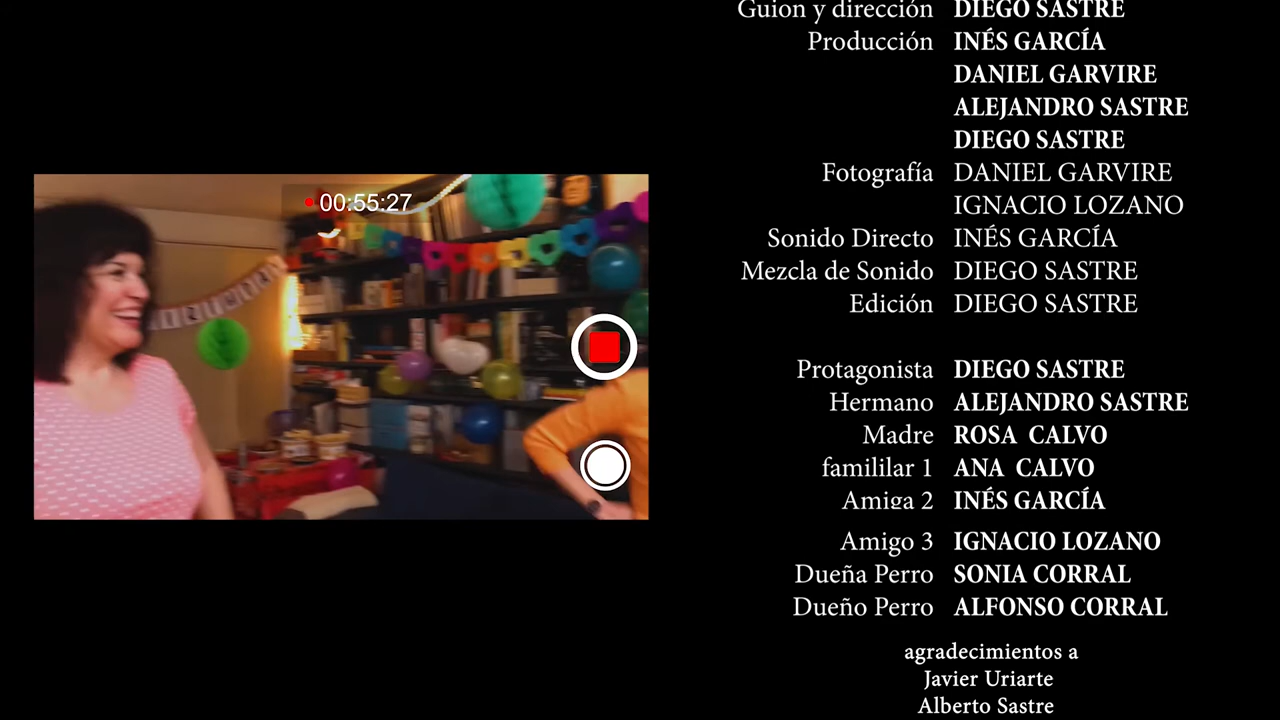 00:55:27
Guion y dirección DIEGO SASTRE
Producción INÉS GARCÍA
DANIEL GARVIRE
ALEJANDRO SASTRE
DIEGO SASTRE
Fotografía DANIEL GARVIRE
IGNACIO LOZANO
Sonido Directo INÉS GARCÍA
Mezcla de Sonido DIEGO SASTRE
Edición DIEGO SASTRE
Protagonista DIEGO SASTRE
Hermano ALEJANDRO SASTRE
Madre ROSA CALVO
famililar 1 ANA CALVO
Amiga 2 INÉS GARCÍA
Amigo 3 IGNACIO LOZANO
Dueña Perro SONIA CORRAL
Dueño Perro ALFONSO CORRAL
agradecimientos a
Javier Uriarte
Alberto Sastre